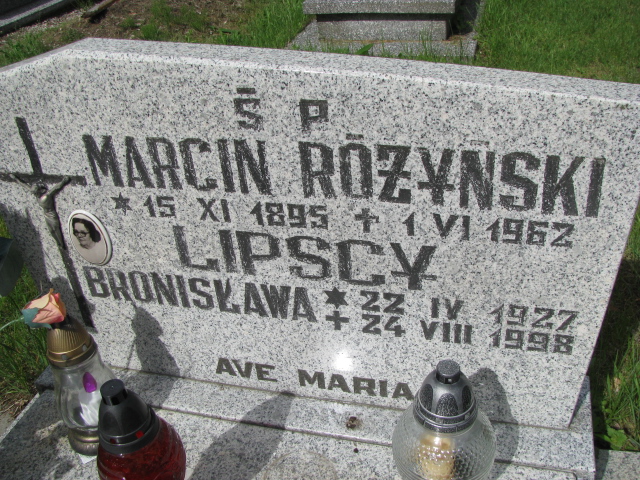 Ś P
MARCIN RÓŻYŃSKI
* 15 XI 1895 + 1 VI 1962
LIPSCY
BRONISŁAWA * 22 IV 1927
+ 24 VIII 1998
AVE MARIA